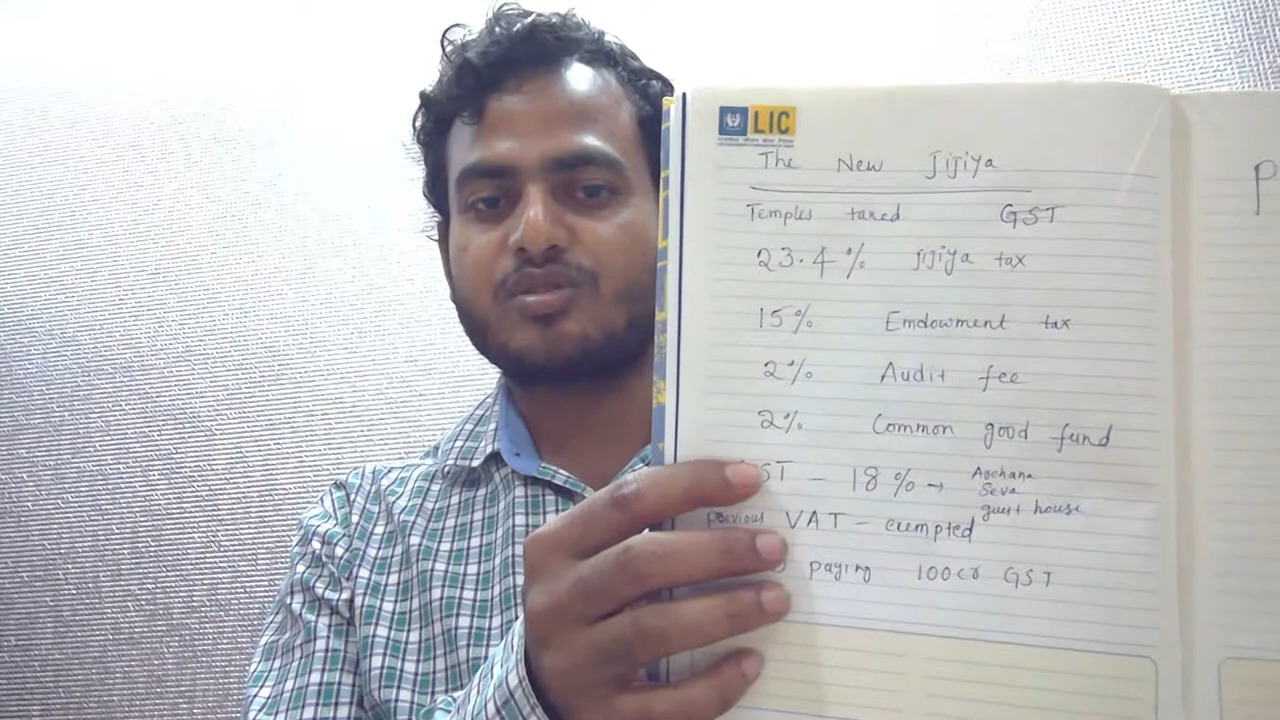 LIC
The New Jijiya
Temples taxed GST
23.4% Jijiya tax
15% Endowment tax
2% Audit fee
2% Common good fund
ST - 18% → Archana
Seva
guest house
Previous VAT - exempted
paying 100cr GST
P